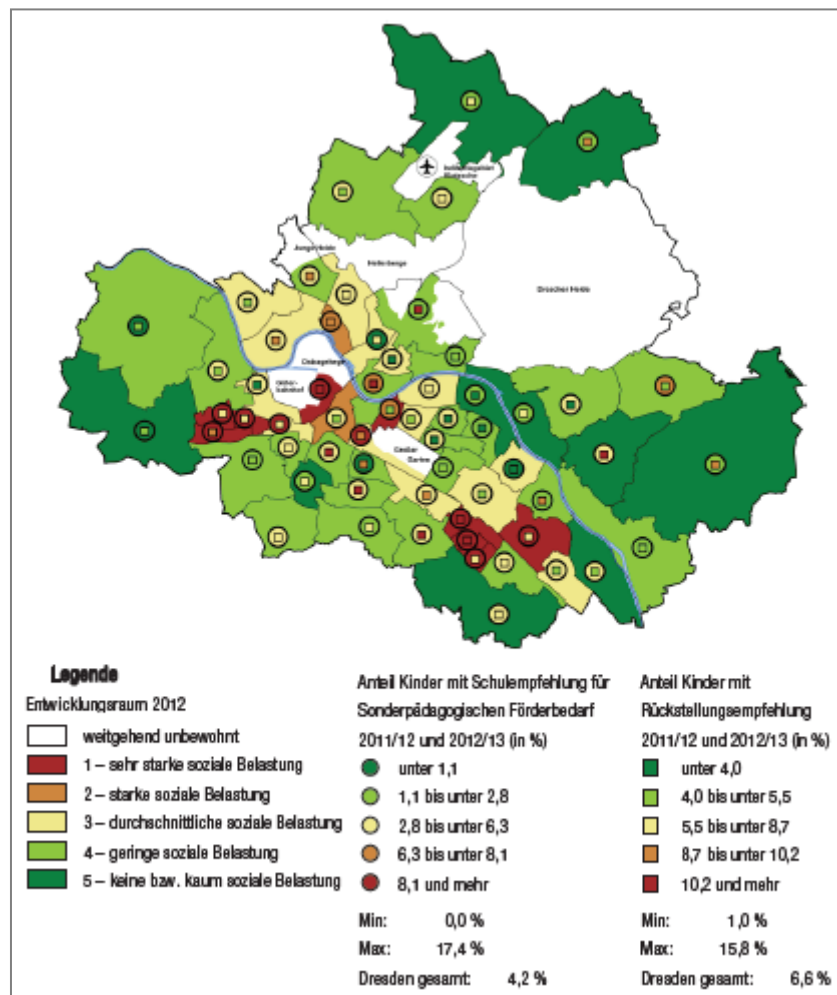 Junge Heide
Hellerberge
Dresdner Heide
Güter-
bahnhof
Großer
Garten
Legende
Entwicklungsraum 2012
weitgehend unbewohnt
1 – sehr starke soziale Belastung
2 – starke soziale Belastung
3 – durchschnittliche soziale Belastung
4 – geringe soziale Belastung
5 – keine bzw. kaum soziale Belastung
Anteil Kinder mit Schulempfehlung für
Sonderpädagogischen Förderbedarf
2011/12 und 2012/13 (in %)
unter 1,1
1,1 bis unter 2,8
2,8 bis unter 6,3
6,3 bis unter 8,1
8,1 und mehr
Min: 0,0 %
Max: 17,4 %
Dresden gesamt: 4,2 %
Anteil Kinder mit
Rückstellungsempfehlung
2011/12 und 2012/13 (in %)
unter 4,0
4,0 bis unter 5,5
5,5 bis unter 8,7
8,7 bis unter 10,2
10,2 und mehr
Min: 1,0 %
Max: 15,8 %
Dresden gesamt: 6,6 %